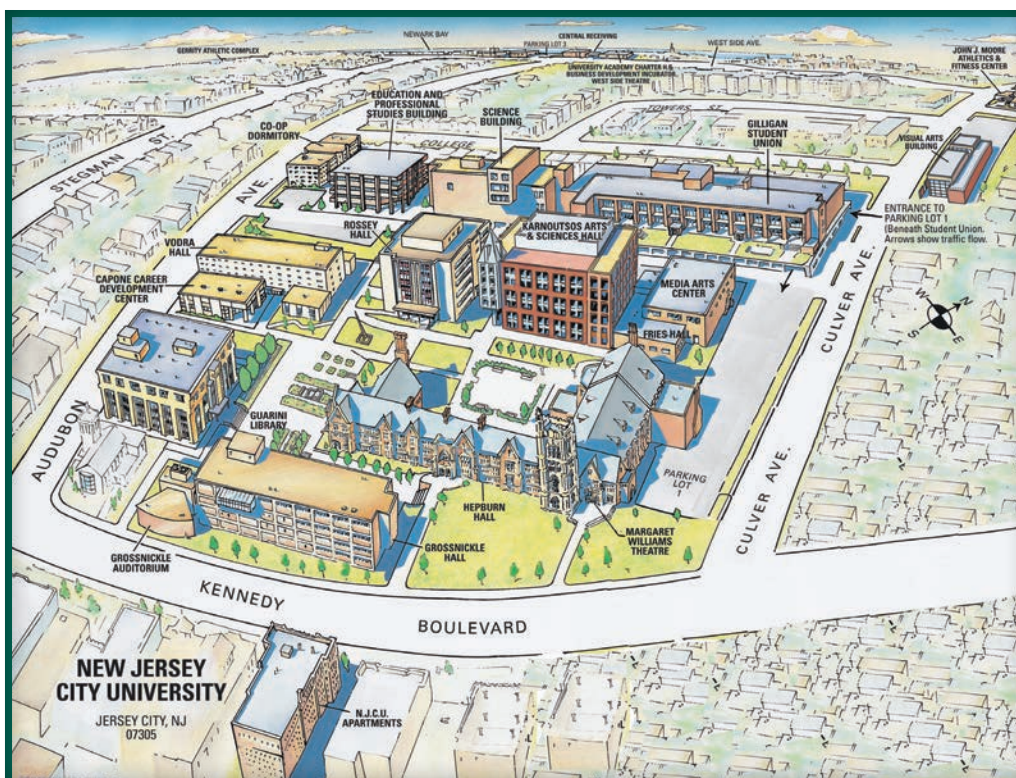 NEWARK BAY
GERRITY ATHLETIC COMPLEX
PARKING LOT 3
CENTRAL RECEIVING
UNIVERSITY ACADEMY CHARTER H.S.
BUSINESS DEVELOPMENT INCUBATOR
WEST SIDE THEATRE
WEST SIDE AVE.
JOHN J. MOORE
ATHLETICS &
FITNESS CENTER
STEGMAN ST.
CO-OP
DORMITORY
EDUCATION AND
PROFESSIONAL
STUDIES BUILDING
COLLEGE ST.
SCIENCE
BUILDING
TOWERS ST.
GILLIGAN
STUDENT
UNION
VISUAL ARTS
BUILDING
ENTRANCE TO
PARKING LOT 1
(Beneath Student Union.
Arrows show traffic flow.
AUDUBON AVE.
VODRA
HALL
ROSSEY
HALL
KARNOUTSOS ARTS
& SCIENCES HALL
CAPONE CAREER
DEVELOPMENT
CENTER
MEDIA ARTS
CENTER
FRIES HALL
CULVER AVE.
W N
S E
GUARINI
LIBRARY
HEPBURN
HALL
PARKING
LOT
1
CULVER AVE.
GROSSNICKLE
AUDITORIUM
GROSSNICKLE
HALL
MARGARET
WILLIAMS
THEATRE
KENNEDY
BOULEVARD
NEW JERSEY
CITY UNIVERSITY
JERSEY CITY, NJ
07305
N.J.C.U.
APARTMENTS